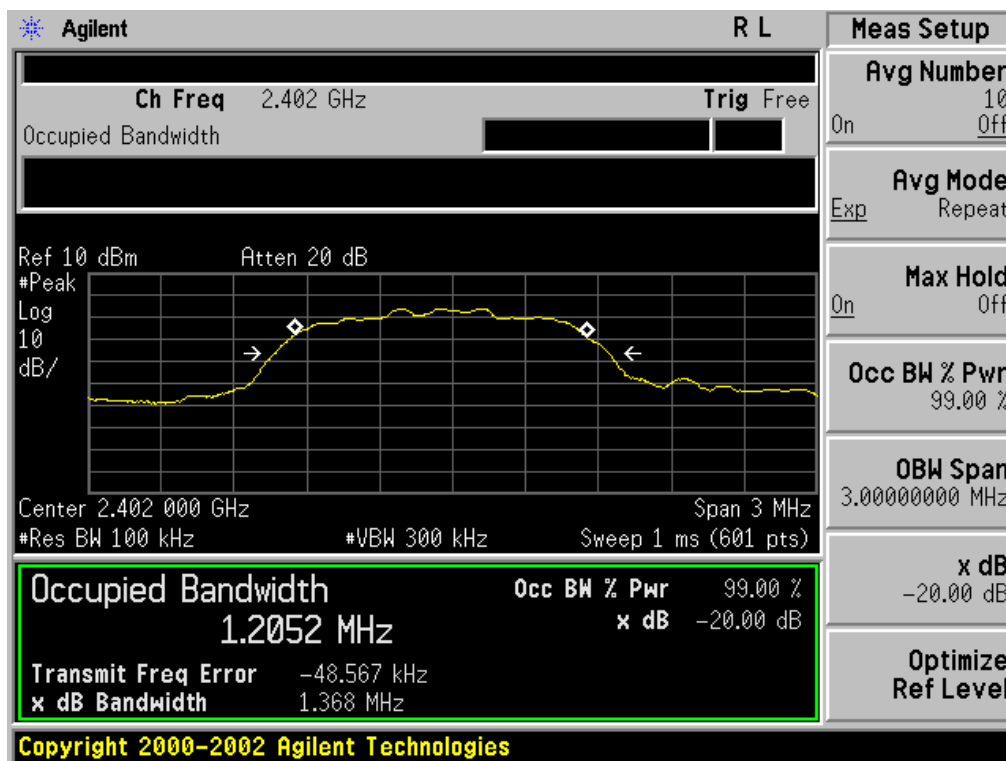 Agilent R L Meas Setup
Ch Freq 2.402 GHz Trig Free
Occupied Bandwidth
Avg Number
10
On Off
Avg Mode
Exp Repeat
Max Hold
On Off
Occ BW % Pwr
99.00 %
OBW Span
3.00000000 MHz
x dB
-20.00 dB
Optimize
Ref Level
Ref 10 dBm Atten 20 dB
#Peak
Log
10
dB/
Center 2.402 000 GHz Span 3 MHz
#Res BW 100 kHz #VBW 300 kHz Sweep 1 ms (601 pts)
Occupied Bandwidth Occ BW % Pwr 99.00 %
1.2052 MHz x dB -20.00 dB
Transmit Freq Error -48.567 kHz
x dB Bandwidth 1.368 MHz
Copyright 2000-2002 Agilent Technologies